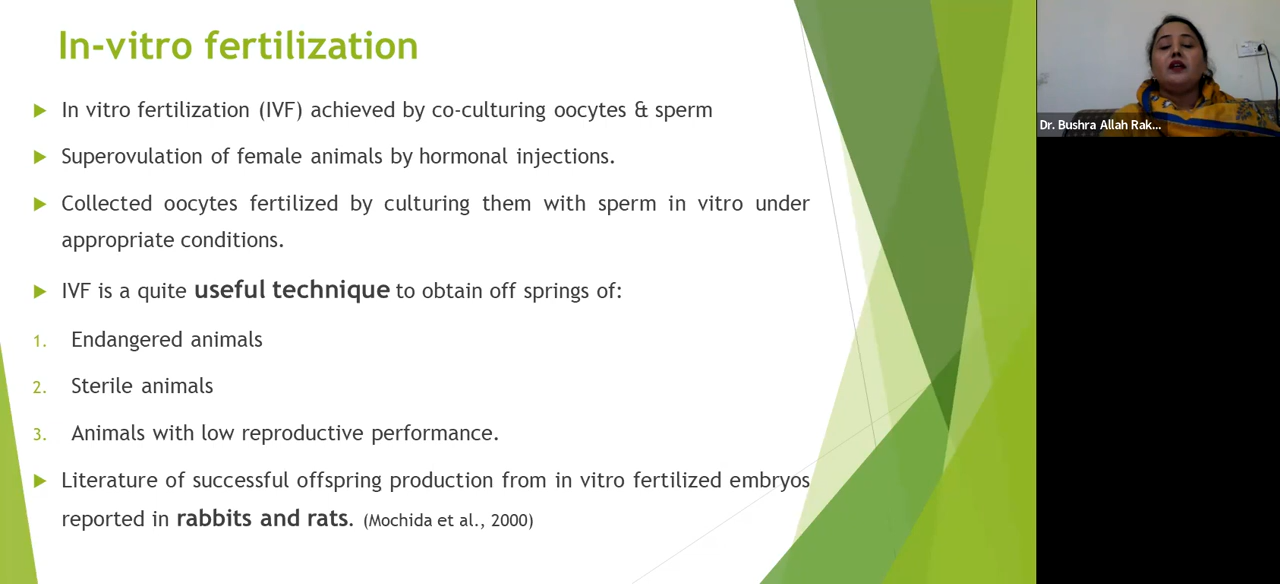 In-vitro fertilization
In vitro fertilization (IVF) achieved by co-culturing oocytes & sperm
Superovulation of female animals by hormonal injections.
Collected oocytes fertilized by culturing them with sperm in vitro under
appropriate conditions.
IVF is a quite useful technique to obtain off springs of:
1. Endangered animals
2. Sterile animals
3. Animals with low reproductive performance.
Literature of successful offspring production from in vitro fertilized embryos
reported in rabbits and rats. (Mochida et al., 2000)
Dr. Bushra Allah Rak...